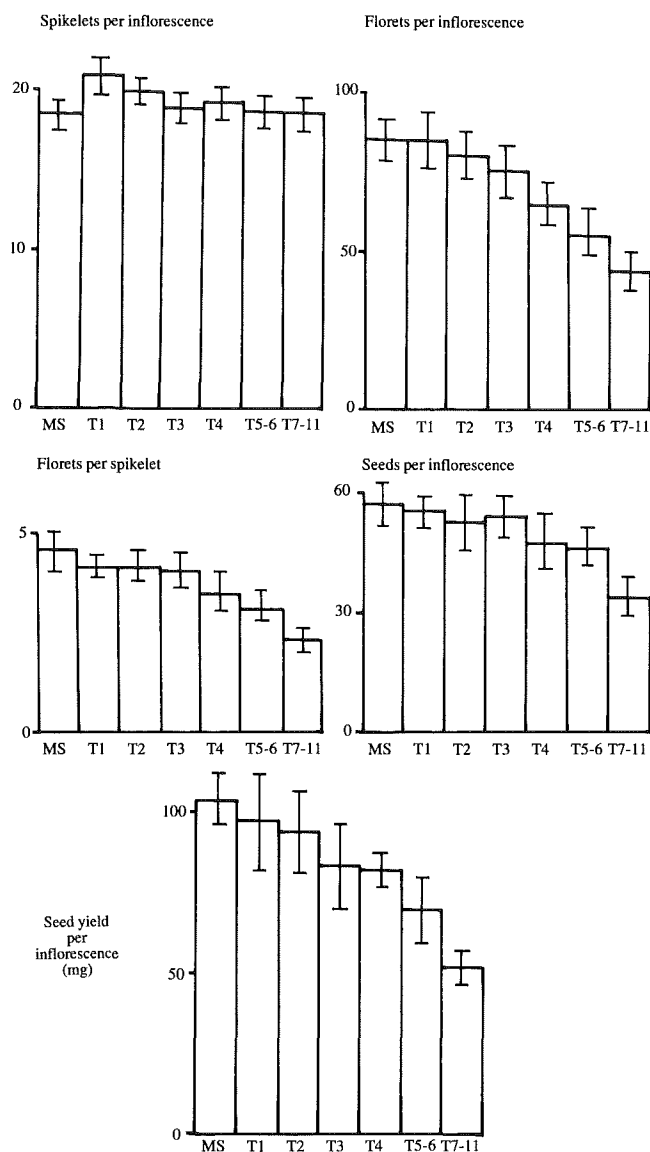 Spikelets per inflorescence
20
10
0
MS T1 T2 T3 T4 T5-6 T7-11
Florets per inflorescence
100
50
0
MS T1 T2 T3 T4 T5-6 T7-11
Florets per spikelet
5
0
MS T1 T2 T3 T4 T5-6 T7-11
Seeds per inflorescence
60
30
0
MS T1 T2 T3 T4 T5-6 T7-11
Seed yield
per
inflorescence
(mg)
100
50
0
MS T1 T2 T3 T4 T5-6 T7-11